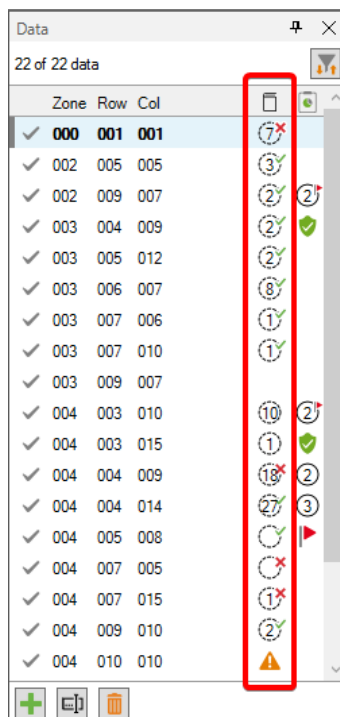 Data
22 of 22 data
Zone Row Col
000 001 001 7
002 005 005 3
002 009 007 2 2
003 004 009 2
003 005 012 2
003 006 007 8
003 007 006 1
003 007 010 1
003 009 007
004 003 010 10 2
004 003 015 1
004 004 009 18 2
004 004 014 27 3
004 005 008
004 007 005
004 007 015 1
004 009 010 2
004 010 010